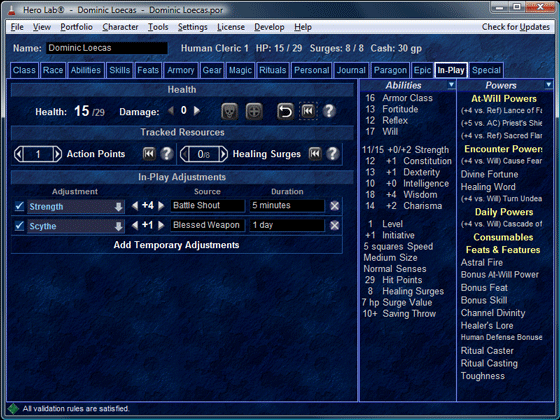 Hero Lab® - Dominic Loecas - Dominic Loecas.por
File View Portfolio Character Tools Settings License Develop Help
Check for Updates
Name: Dominic Loecas Human Cleric 1 HP: 15 / 29 Surges: 8 / 8 Cash: 30 gp
Class Race Abilities Skills Feats Armory Gear Magic Rituals Personal Journal Paragon Epic In-Play Special
Health
Health: 15 /29 Damage: 0
Tracked Resources
1 Action Points 0/8 Healing Surges
In-Play Adjustments
Adjustment Source Duration
Strength +4 Battle Shout 5 minutes
Scythe +1 Blessed Weapon 1 day
Add Temporary Adjustments
Abilities
16 Armor Class
13 Fortitude
12 Reflex
17 Will
11/15 +0/+2 Strength
12 +1 Constitution
13 +1 Dexterity
10 +0 Intelligence
18 +4 Wisdom
14 +2 Charisma
1 Level
+1 Initiative
5 squares Speed
Medium Size
Normal Senses
29 Hit Points
8 Healing Surges
7 hp Surge Value
10+ Saving Throw
Powers
At-Will Powers
(+4 vs. Ref) Lance of F
(+5 vs. AC) Priest's Shie
(+4 vs. Ref) Sacred Flar
Encounter Powers
(+4 vs. Will) Cause Fear
Divine Fortune
Healing Word
(+4 vs. Will) Turn Undea
Daily Powers
(+4 vs. Will) Cascade of
Consumables
Feats & Features
Astral Fire
Bonus At-Will Power
Bonus Feat
Bonus Skill
Channel Divinity
Healer's Lore
Human Defense Bonuse
Ritual Caster
Ritual Casting
Toughness
All validation rules are satisfied.